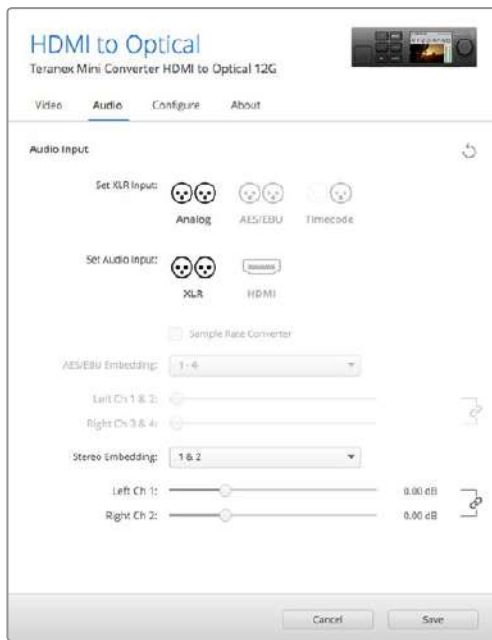 HDMI to Optical
Teranex Mini Converter HDMI to Optical 12G
Video Audio Configure About
Audio Input
Set XLR Input:
Analog AES/EBU Timecode
Set Audio Input:
XLR HDMI
Sample Rate Converter
AES/EBU Embedding: 1 - 4
Left Ch 1 & 2:
Right Ch 3 & 4:
Stereo Embedding: 1 & 2
Left Ch 1: 0.00 dB
Right Ch 2: 0.00 dB
Cancel Save